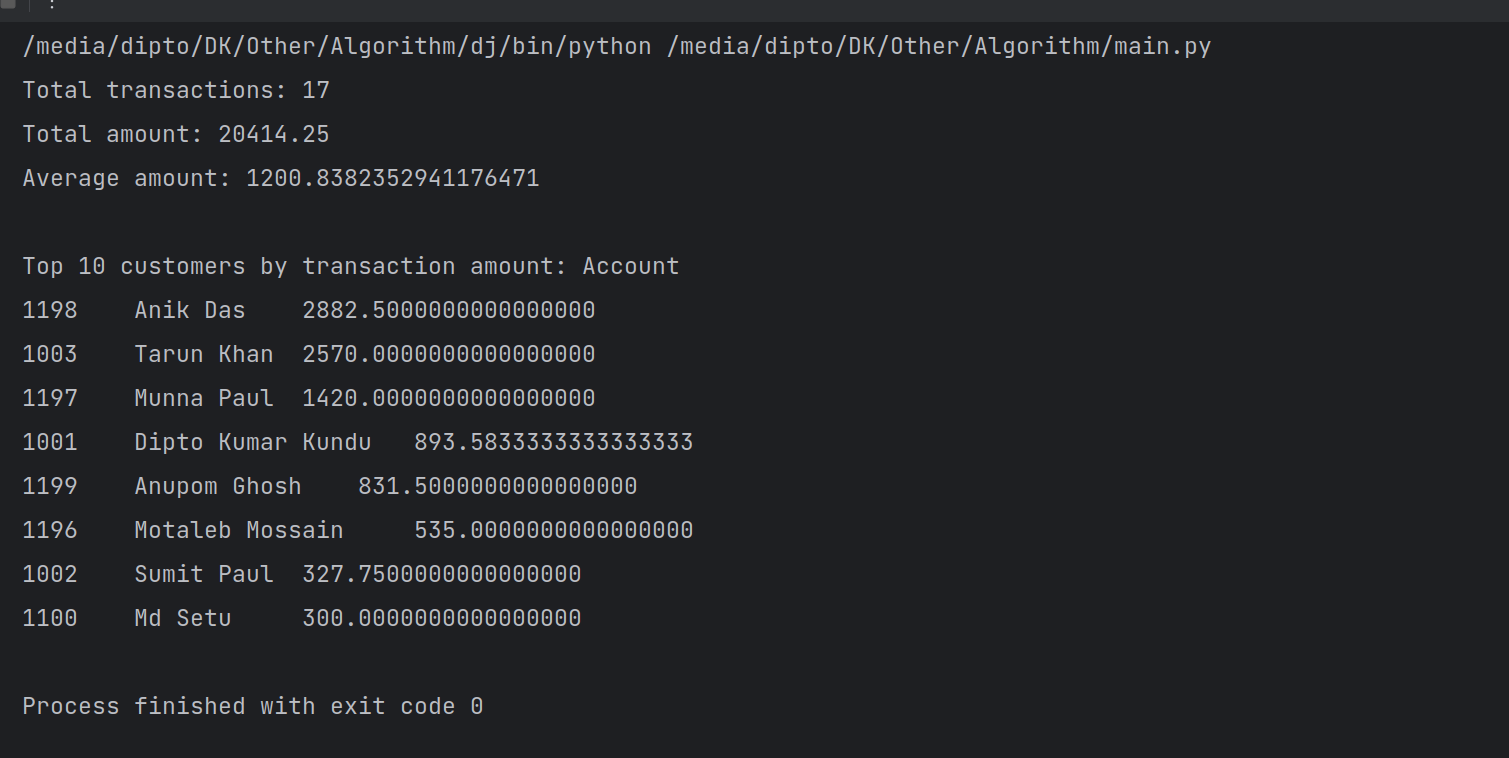 /media/dipto/DK/Other/Algorithm/dj/bin/python /media/dipto/DK/Other/Algorithm/main.py
Total transactions: 17
Total amount: 20414.25
Average amount: 1200.8382352941176471
Top 10 customers by transaction amount: Account
1198    Anik Das    2882.5000000000000000
1003    Tarun Khan  2570.0000000000000000
1197    Munna Paul  1420.0000000000000000
1001    Dipto Kumar Kundu   893.5833333333333333
1199    Anupom Ghosh    831.5000000000000000
1196    Motaleb Mossain     535.0000000000000000
1002    Sumit Paul  327.7500000000000000
1100    Md Setu     300.0000000000000000
Process finished with exit code 0